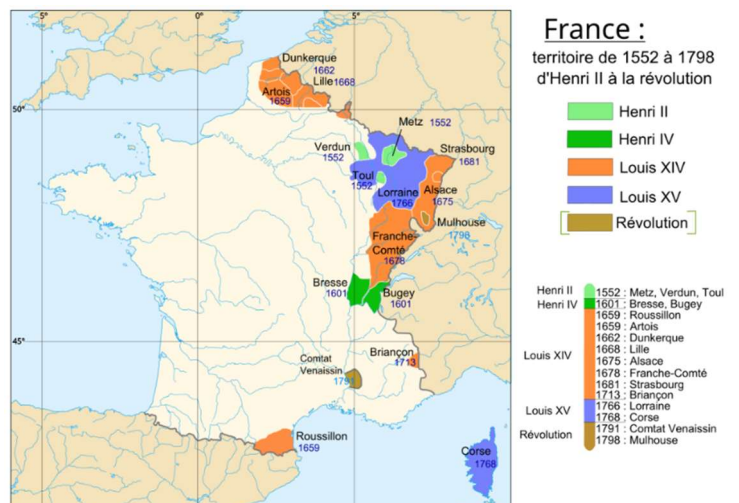 5°
0°
5°
France :
territoire de 1552 à 1798
d'Henri II à la révolution
Henri II
Henri IV
Louis XIV
Louis XV
Révolution
Dunkerque
1662
Lille 1668
Artois
1659
50°
Metz 1552
Verdun
1552
Strasbourg
1681
Toul
1552
Lorraine
1766
Alsace
1675
Mulhouse
1798
Franche-
Comté
1678
Bresse
1601
Bugey
1601
45°
Briançon
1713
Comtat
Venaissin
1791
Roussillon
1659
Corse
1768
Henri II 1552 : Metz, Verdun, Toul
Henri IV 1601 : Bresse, Bugey
1659 : Roussillon
1659 : Artois
1662 : Dunkerque
1668 : Lille
Louis XIV 1675 : Alsace
1678 : Franche-Comté
1681 : Strasbourg
1713 : Briançon
1766 : Lorraine
Louis XV 1768 : Corse
1791 : Comtat Venaissin
Révolution 1798 : Mulhouse